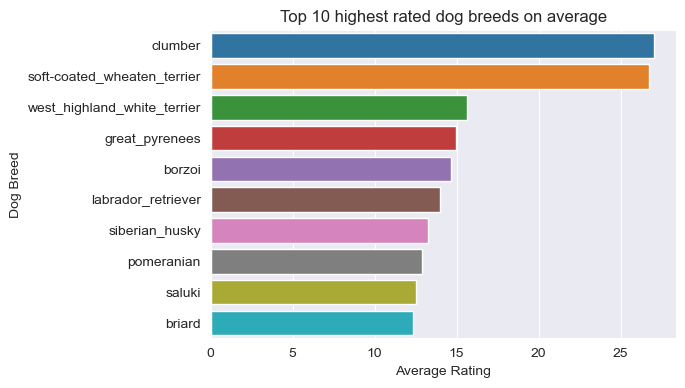 Top 10 highest rated dog breeds on average
Dog Breed
clumber
soft-coated_wheaten_terrier
west_highland_white_terrier
great_pyrenees
borzoi
labrador_retriever
siberian_husky
pomeranian
saluki
briard
0 5 10 15 20 25
Average Rating